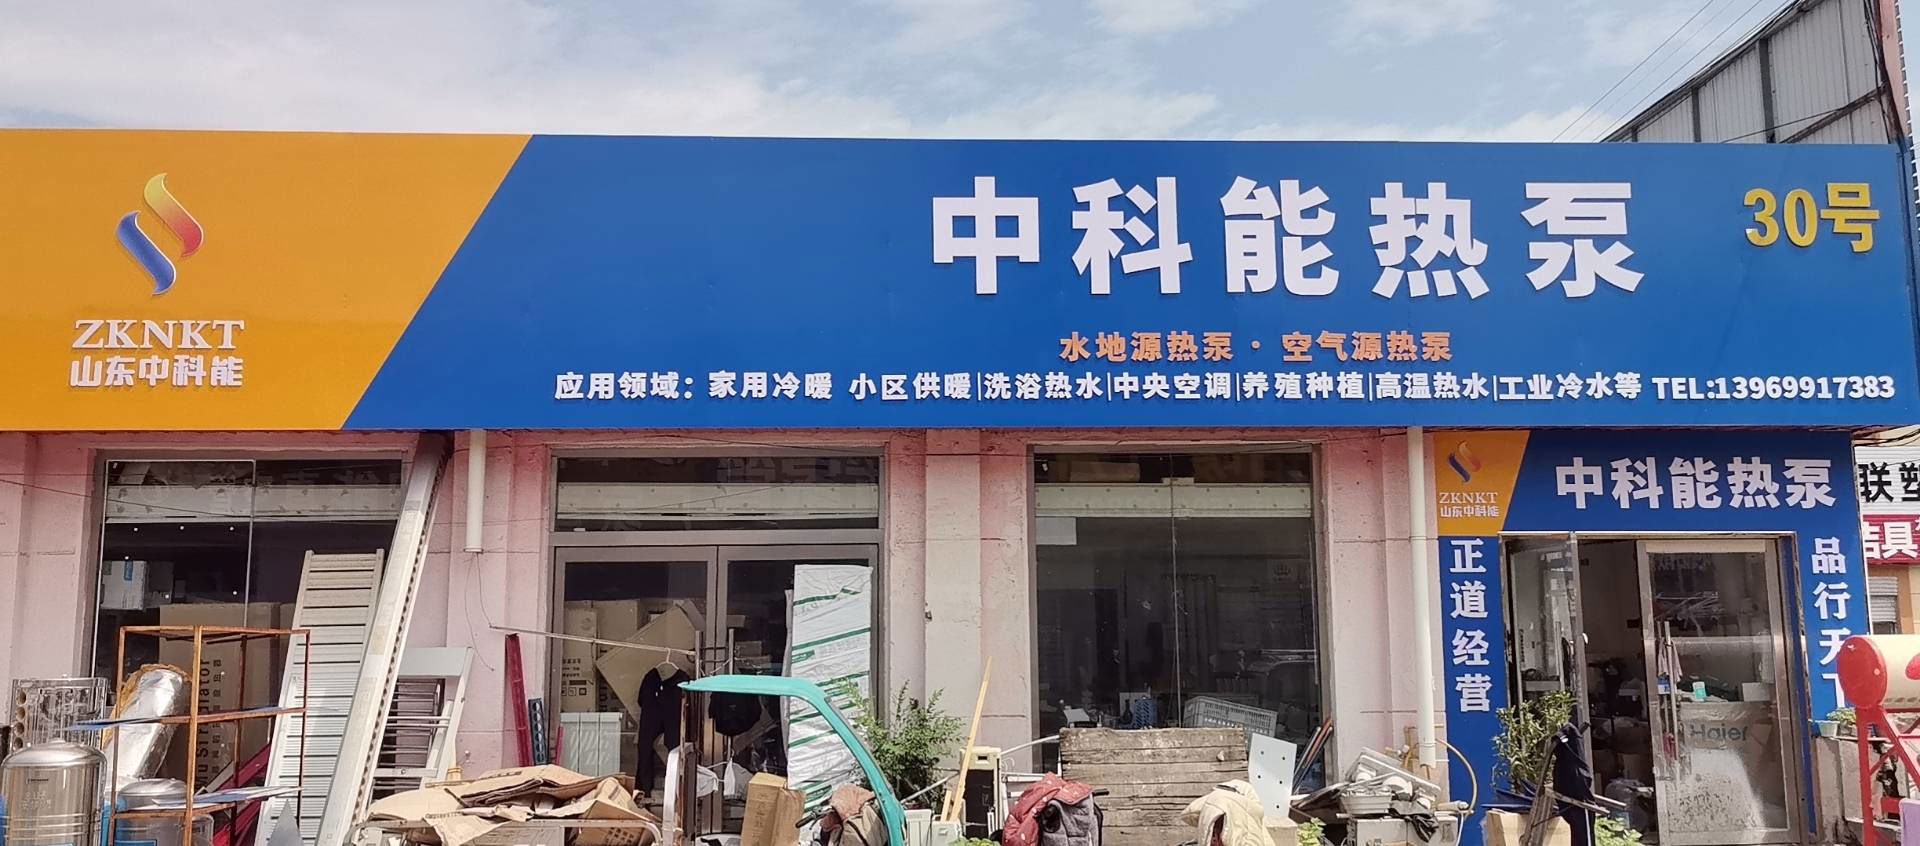 中科能热泵
30号
ZKNKT
山东中科能
水地源热泵·空气源热泵
应用领域：家用冷暖 小区供暖|洗浴热水|中央空调|养殖种植|高温热水|工业冷水等 TEL:13969917383
ZKNKT
山东中科能
中科能热泵
正道经营
品行天下
联塑
洁具
Haier